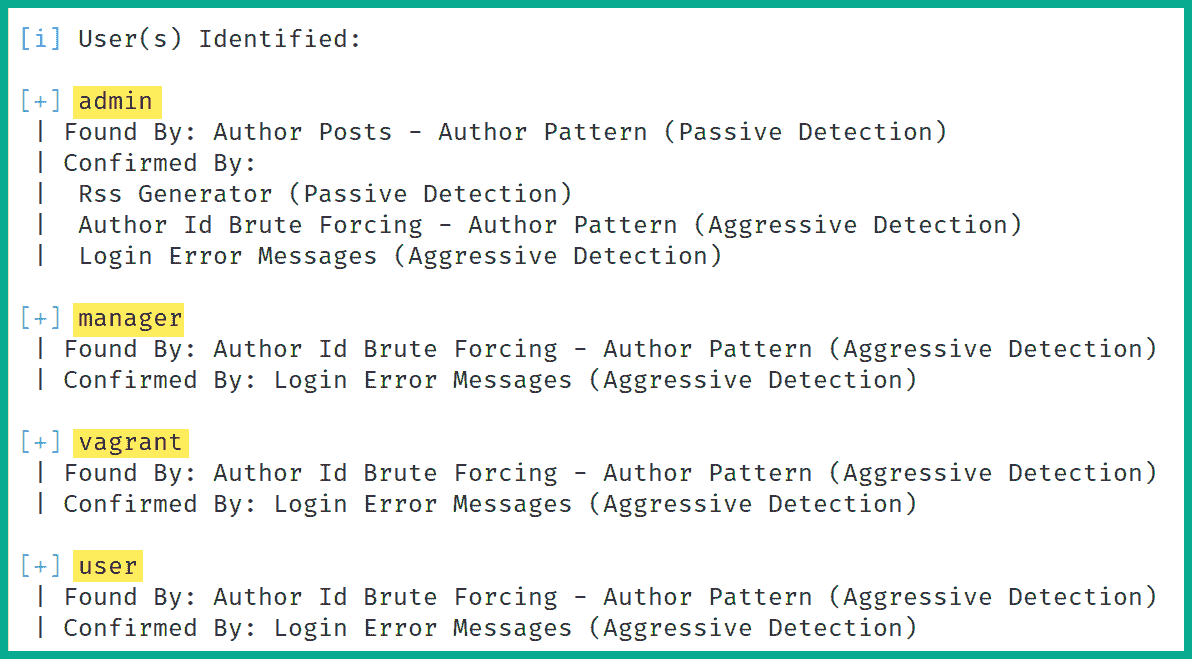 [i] User(s) Identified:
[+] admin
| Found By: Author Posts - Author Pattern (Passive Detection)
| Confirmed By:
|  Rss Generator (Passive Detection)
|  Author Id Brute Forcing - Author Pattern (Aggressive Detection)
|  Login Error Messages (Aggressive Detection)
[+] manager
| Found By: Author Id Brute Forcing - Author Pattern (Aggressive Detection)
| Confirmed By: Login Error Messages (Aggressive Detection)
[+] vagrant
| Found By: Author Id Brute Forcing - Author Pattern (Aggressive Detection)
| Confirmed By: Login Error Messages (Aggressive Detection)
[+] user
| Found By: Author Id Brute Forcing - Author Pattern (Aggressive Detection)
| Confirmed By: Login Error Messages (Aggressive Detection)